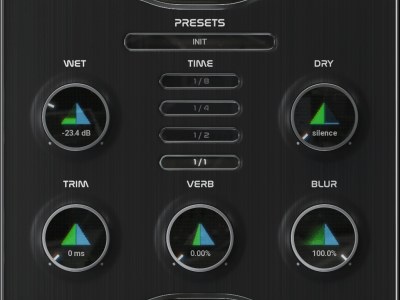 PRESETS
INIT
WET
TIME
DRY
1/8
-23.4 dB
1/4
silence
1/2
1/1
TRIM
VERB
BLUR
0 ms
0.00%
100.0%